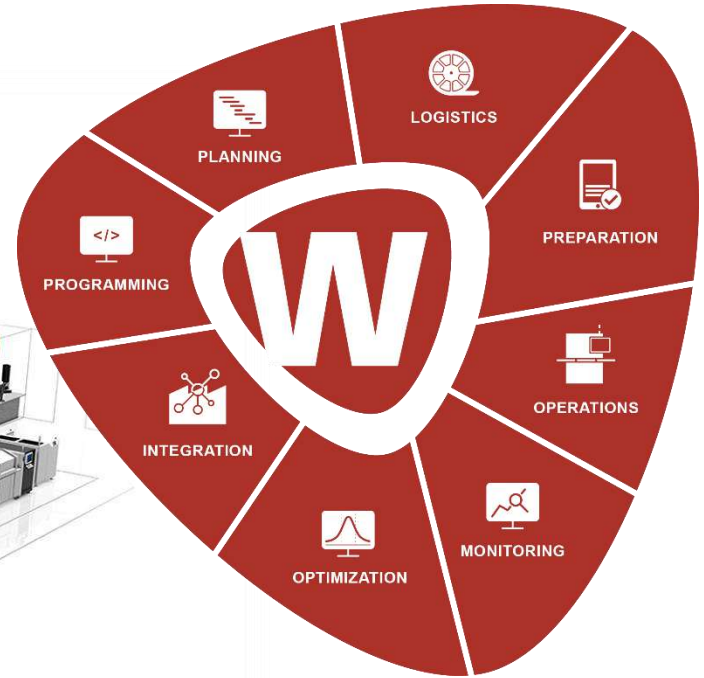 LOGISTICS
PLANNING
PREPARATION
</>
PROGRAMMING
W
OPERATIONS
INTEGRATION
MONITORING
OPTIMIZATION